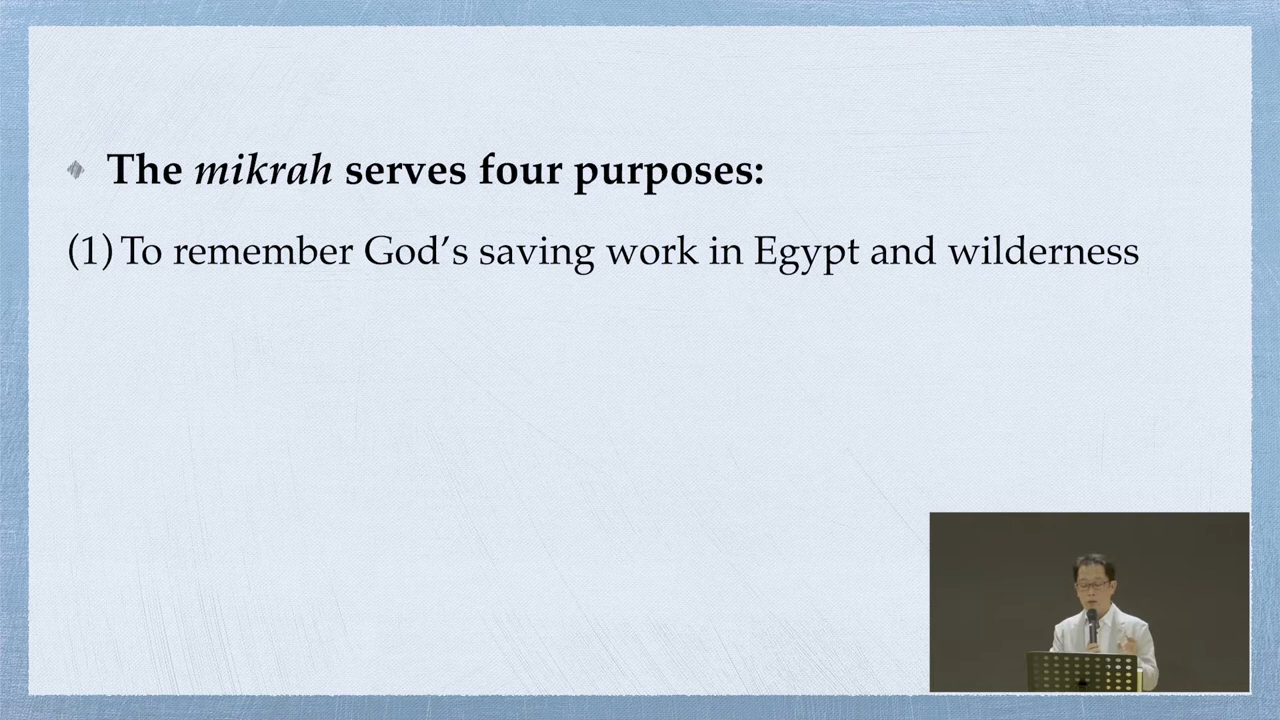 The mikrah serves four purposes:
(1) To remember God’s saving work in Egypt and wilderness